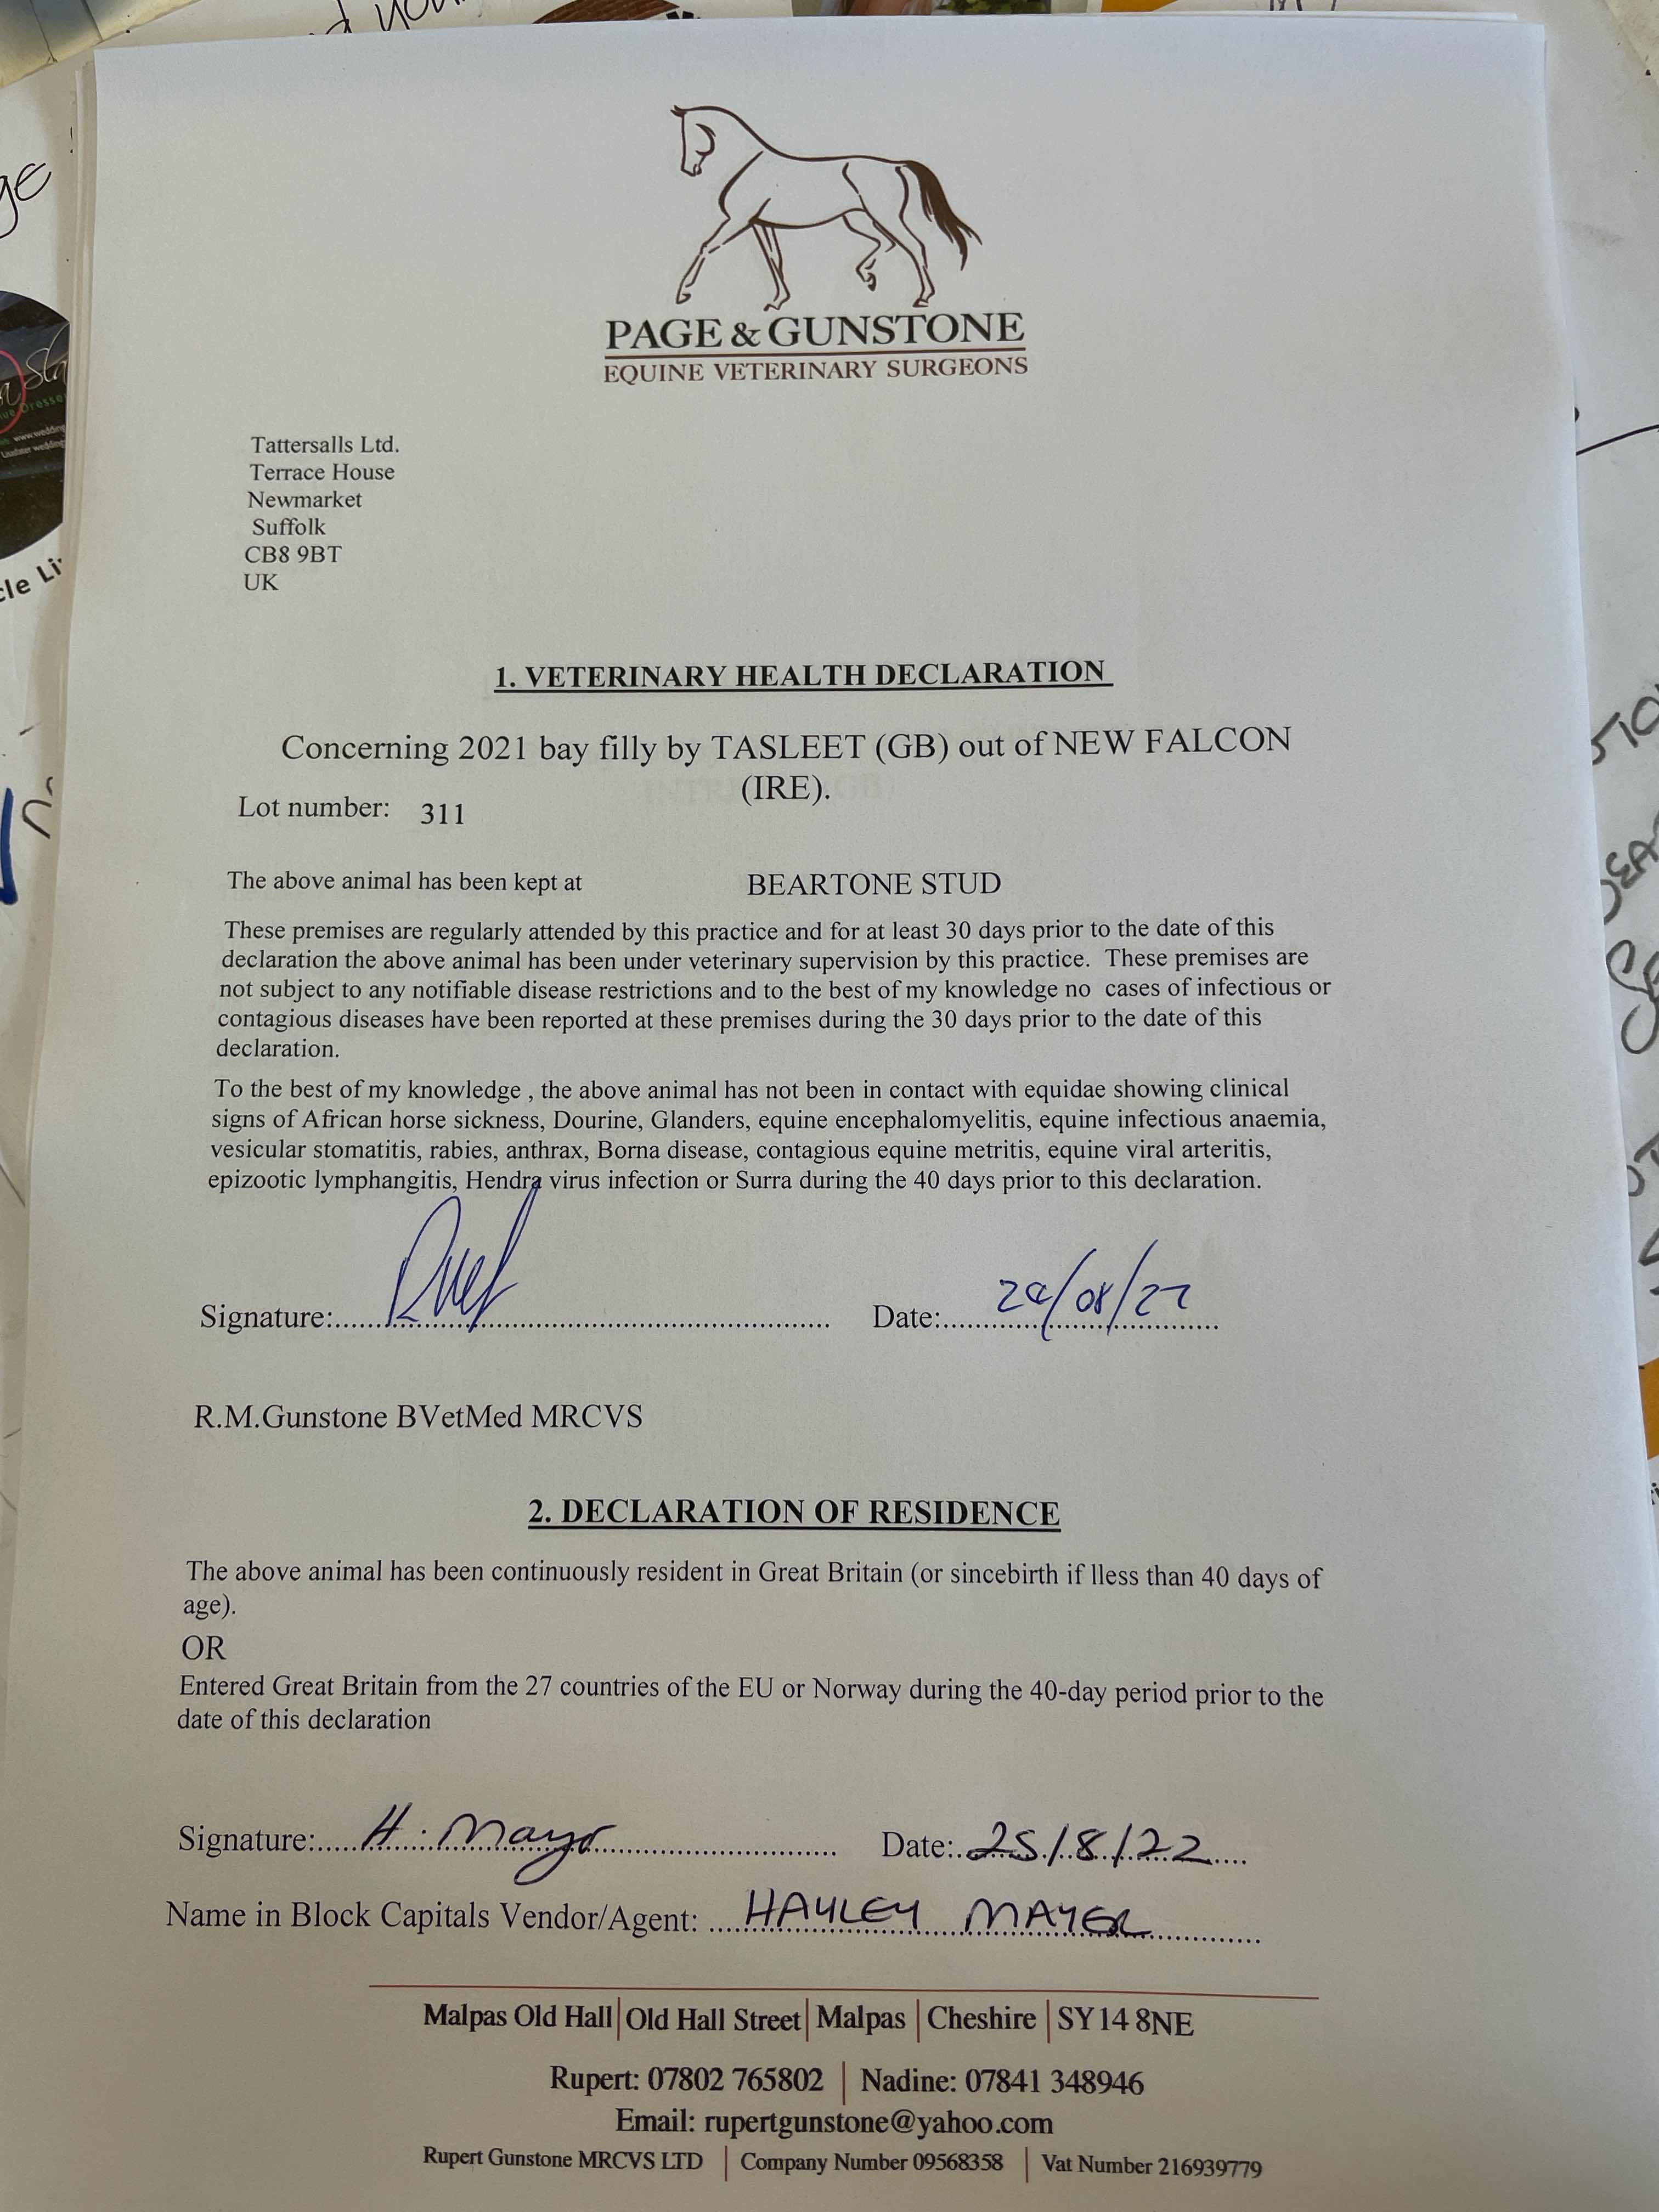 PAGE & GUNSTONE
EQUINE VETERINARY SURGEONS
Tattersalls Ltd.
Terrace House
Newmarket
Suffolk
CB8 9BT
UK
1. VETERINARY HEALTH DECLARATION
Concerning 2021 bay filly by TASLEET (GB) out of NEW FALCON
(IRE).
Lot number: 311
The above animal has been kept at BEARTONE STUD
These premises are regularly attended by this practice and for at least 30 days prior to the date of this
declaration the above animal has been under veterinary supervision by this practice. These premises are
not subject to any notifiable disease restrictions and to the best of my knowledge no cases of infectious or
contagious diseases have been reported at these premises during the 30 days prior to the date of this
declaration.
To the best of my knowledge , the above animal has not been in contact with equidae showing clinical
signs of African horse sickness, Dourine, Glanders, equine encephalomyelitis, equine infectious anaemia,
vesicular stomatitis, rabies, anthrax, Borna disease, contagious equine metritis, equine viral arteritis,
epizootic lymphangitis, Hendra virus infection or Surra during the 40 days prior to this declaration.
Signature: Date:
R.M.Gunstone BVetMed MRCVS
2. DECLARATION OF RESIDENCE
The above animal has been continuously resident in Great Britain (or sincebirth if lless than 40 days of
age).
OR
Entered Great Britain from the 27 countries of the EU or Norway during the 40-day period prior to the
date of this declaration
Signature: H. Mayer Date: 25/8/22
Name in Block Capitals Vendor/Agent: HAYLEY MAYER
Malpas Old Hall | Old Hall Street | Malpas | Cheshire | SY14 8NE
Rupert: 07802 765802 | Nadine: 07841 348946
Email: rupertgunstone@yahoo.com
Rupert Gunstone MRCVS LTD | Company Number 09568358 | Vat Number 216939779